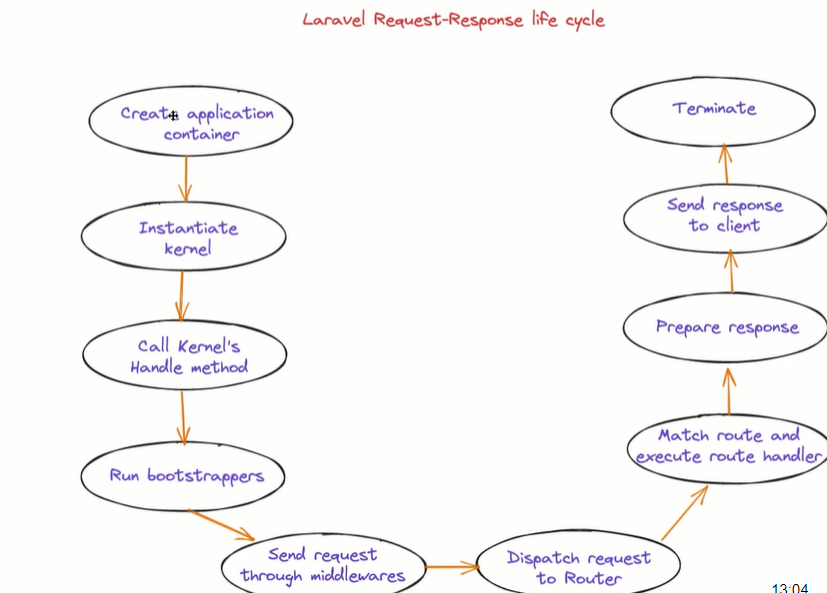 Laravel Request-Response life cycle
Create application
container
Instantiate
kernel
Call Kernel's
Handle method
Run bootstrappers
Send request
through middlewares
Dispatch request
to Router
Match route and
execute route handler
Prepare response
Send response
to client
Terminate
13:04